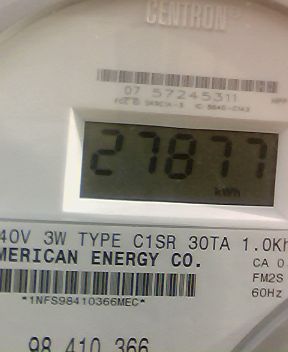 CENTRON®
07 57245311
27877
kWh
40V 3W TYPE C1SR 30TA 1.0Kh
MERICAN ENERGY CO.
CA 0
FM2S
*1NFS98410366MEC*
60Hz
98 410 366